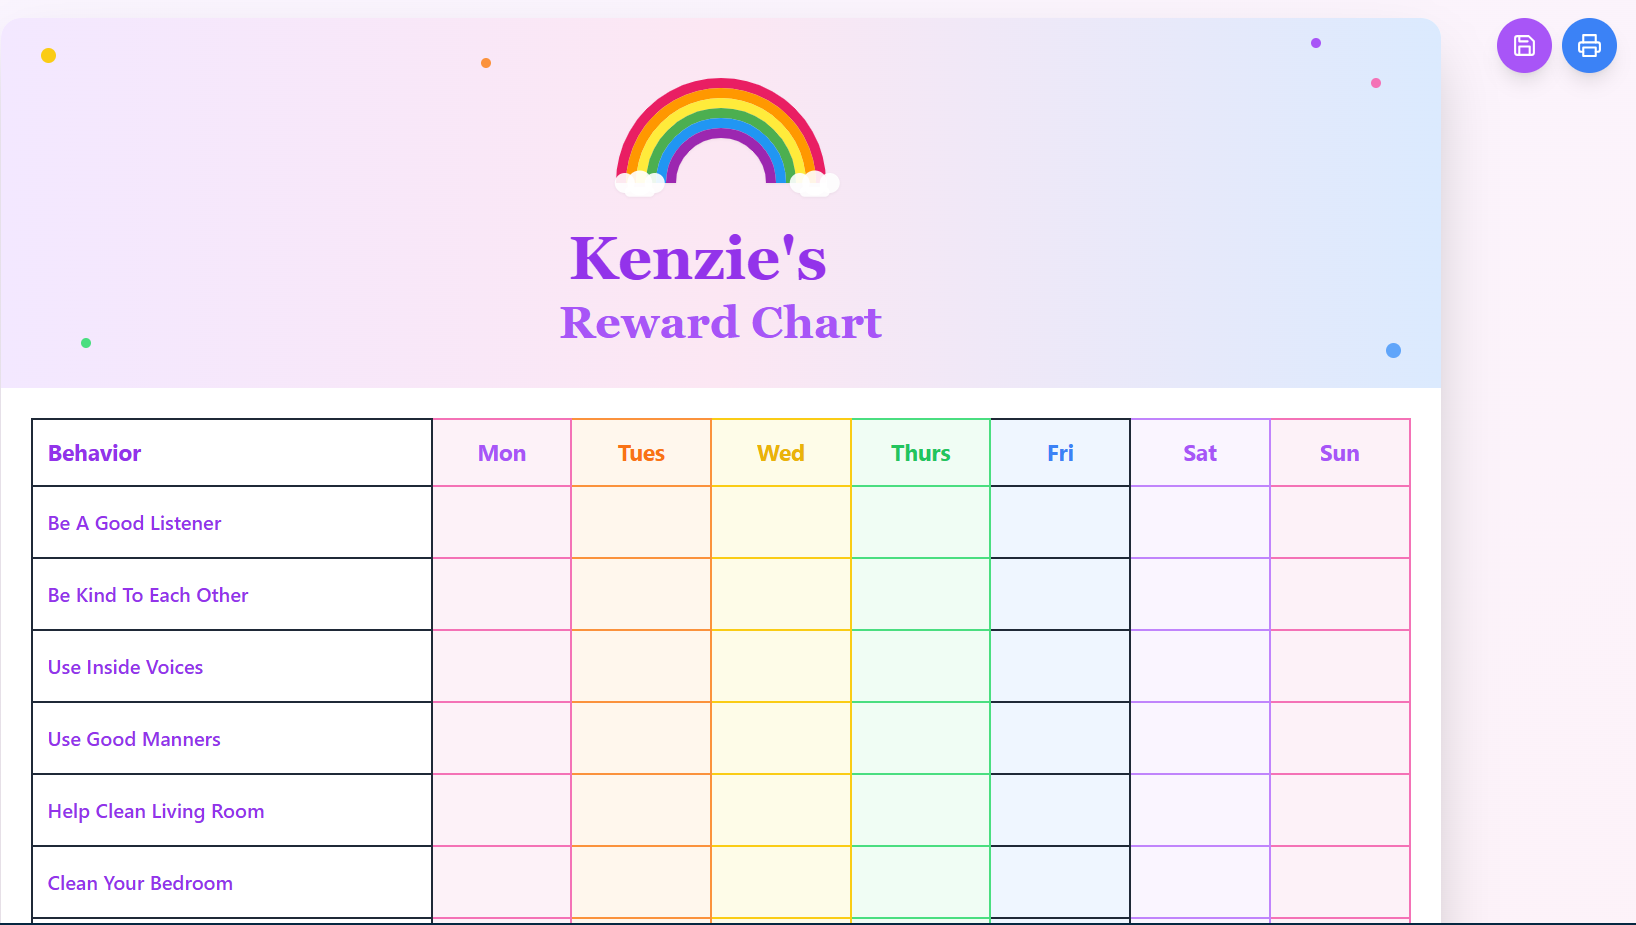 Kenzie's
Reward Chart
Behavior Mon Tues Wed Thurs Fri Sat Sun
Be A Good Listener
Be Kind To Each Other
Use Inside Voices
Use Good Manners
Help Clean Living Room
Clean Your Bedroom